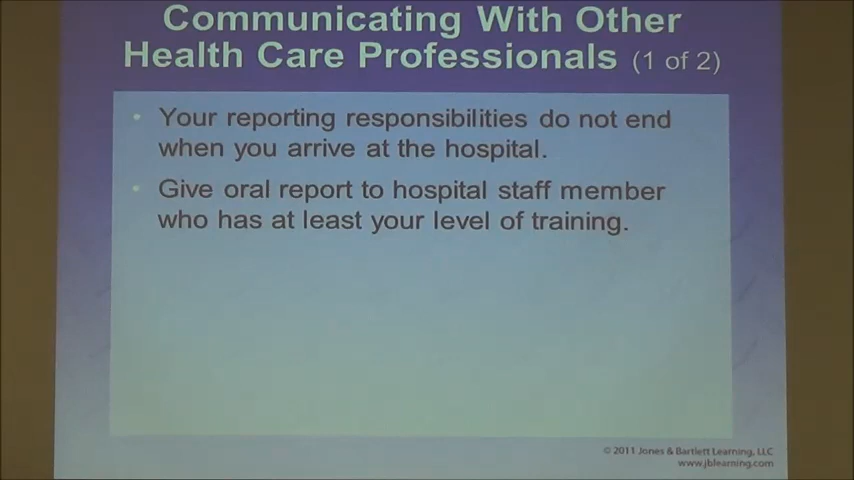 Communicating With Other
Health Care Professionals (1 of 2)
• Your reporting responsibilities do not end
when you arrive at the hospital.
• Give oral report to hospital staff member
who has at least your level of training.
© 2011 Jones & Bartlett Learning, LLC
www.jblearning.com